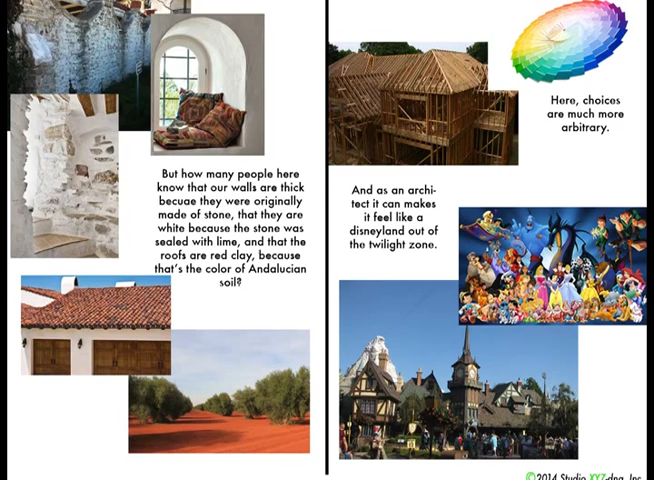 But how many people here
know that our walls are thick
becuae they were originally
made of stone, that they are
white because the stone was
sealed with lime, and that the
roofs are red clay, because
that's the color of Andalucian
soil?
Here, choices
are much more
arbitrary.
And as an archi-
tect it can makes
it feel like a
disneyland out of
the twilight zone.
©2014 Studio XYZ-dna, Inc